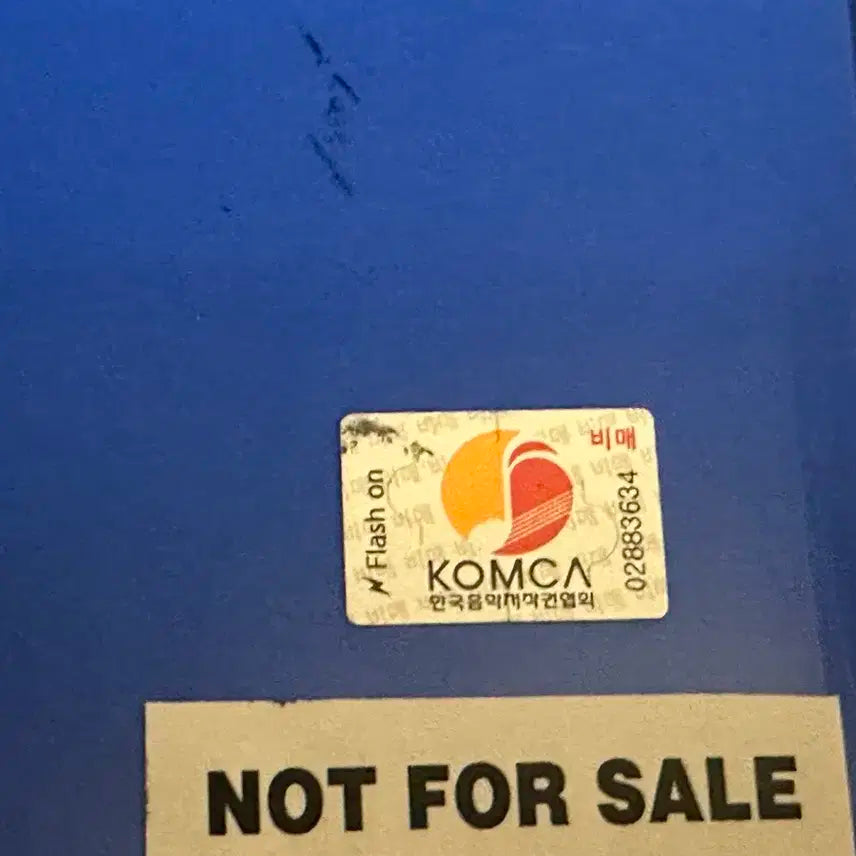 비매
Flash on
02883634
KOMCA
한국음악저작권협회
NOT FOR SALE